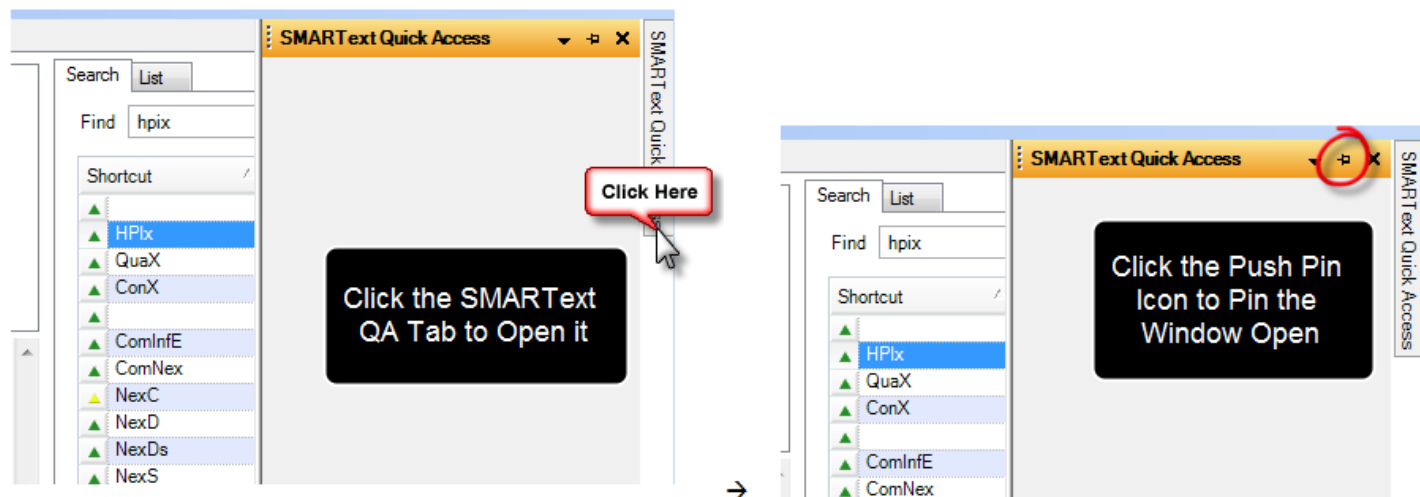 SMARText Quick Access
SMARText Quick
Search
List
Find
hpix
Shortcut
Click Here
HPIx
QuaX
ConX
ComInfE
ComNex
NexC
NexD
NexDs
NexS
Click the SMARText
QA Tab to Open it
→
SMARText Quick Access
SMARText Quick Access
Search
List
Find
hpix
Shortcut
HPIx
QuaX
ConX
ComInfE
ComNex
Click the Push Pin
Icon to Pin the
Window Open